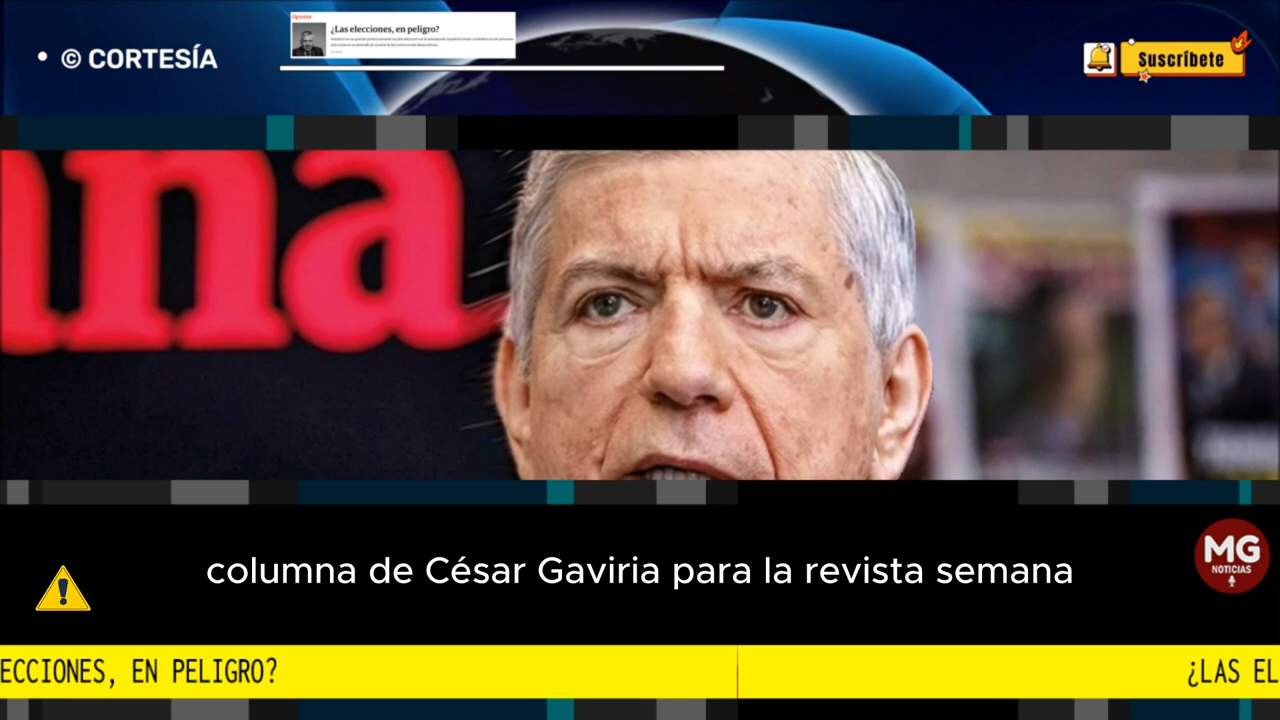 Opinión
¿Las elecciones, en peligro?
• © CORTESÍA
Suscríbete
ana
columna de César Gaviria para la revista semana
MG
NOTICIAS
ECCIONES, EN PELIGRO?
¿LAS EL